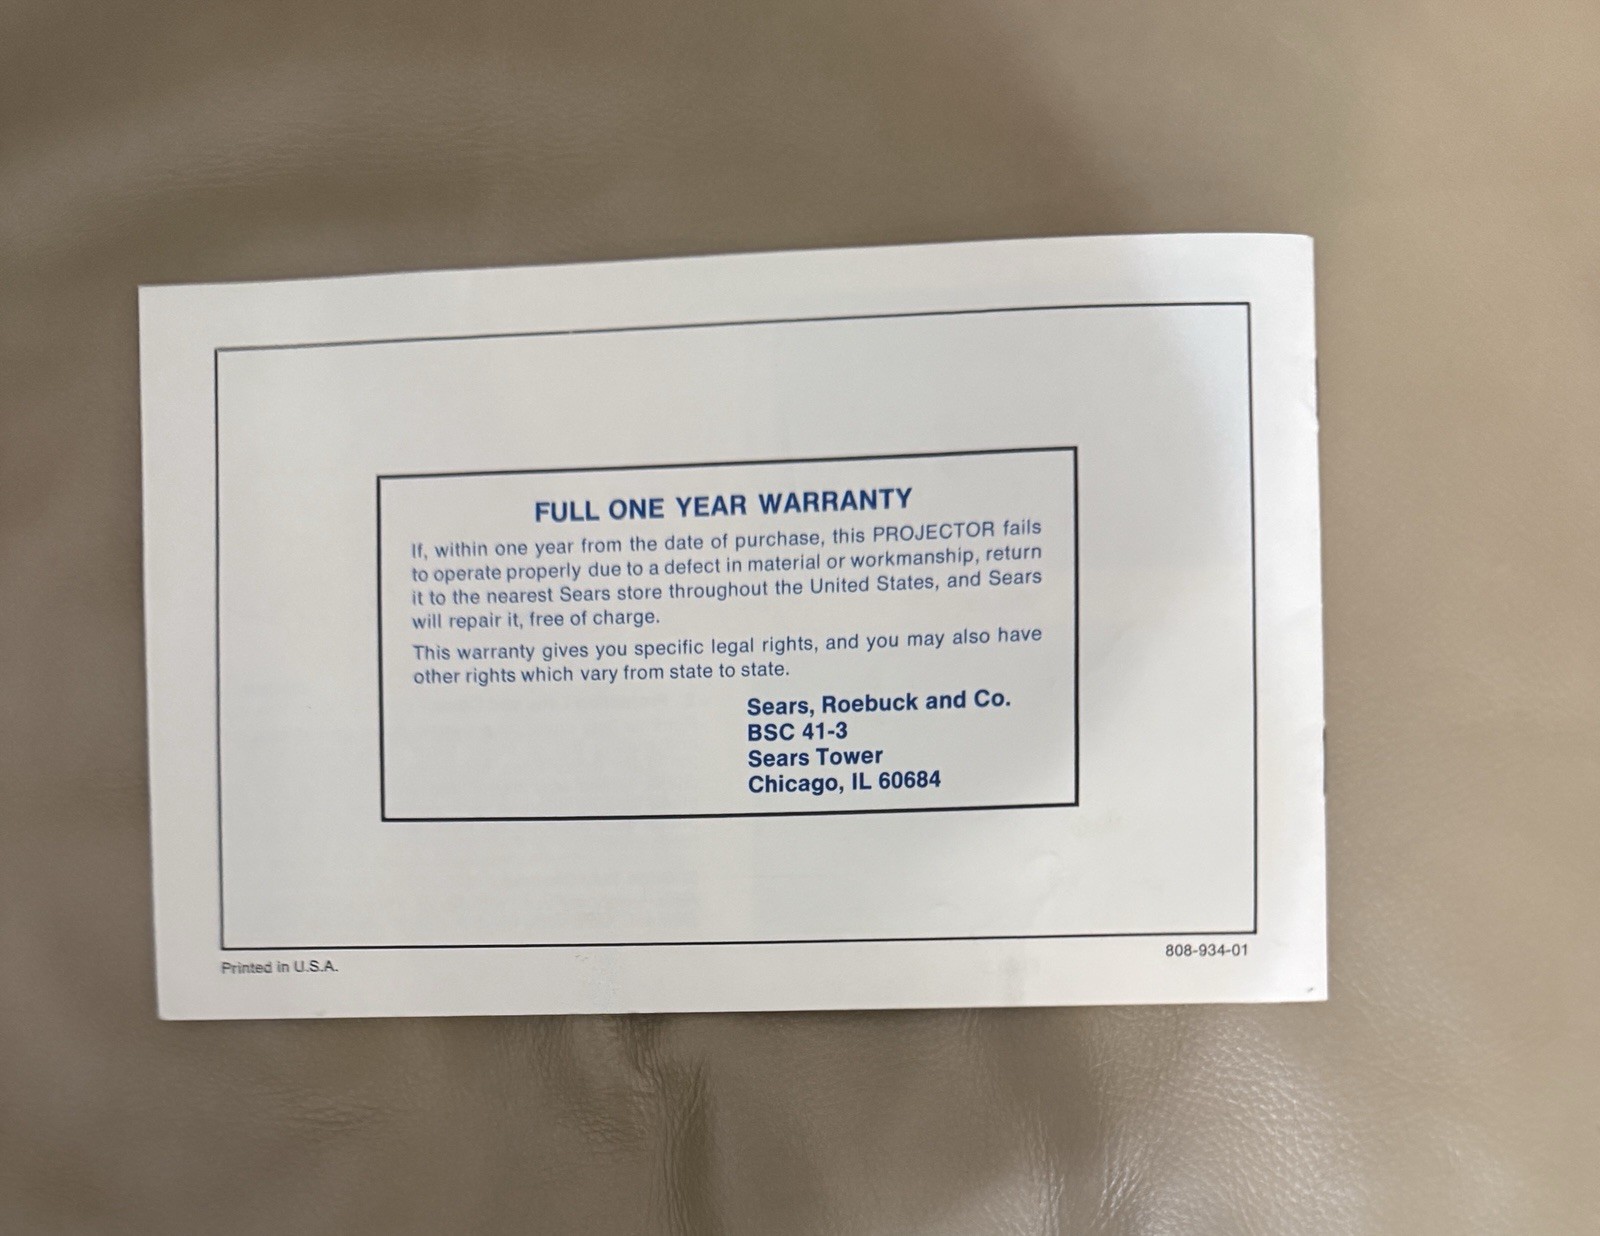 FULL ONE YEAR WARRANTY
If, within one year from the date of purchase, this PROJECTOR fails
to operate properly due to a defect in material or workmanship, return
it to the nearest Sears store throughout the United States, and Sears
will repair it, free of charge.
This warranty gives you specific legal rights, and you may also have
other rights which vary from state to state.
Sears, Roebuck and Co.
BSC 41-3
Sears Tower
Chicago, IL 60684
Printed in U.S.A.
808-934-01